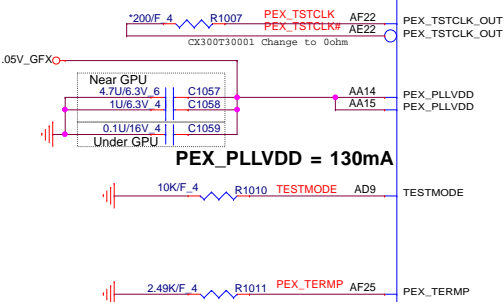 *200/F_4 R1007 PEX_TSTCLK AF22 PEX_TSTCLK_OUT
PEX_TSTCLK# AE22 PEX_TSTCLK_OUT
CX300T30001 Change to 0ohm
.05V_GFX
Near GPU
4.7U/6.3V_6 C1057 AA14 PEX_PLLVDD
1U/6.3V_4 C1058 AA15 PEX_PLLVDD
0.1U/16V_4 C1059
Under GPU
PEX_PLLVDD = 130mA
10K/F_4 R1010 TESTMODE AD9 TESTMODE
2.49K/F_4 R1011 PEX_TERMP AF25 PEX_TERMP